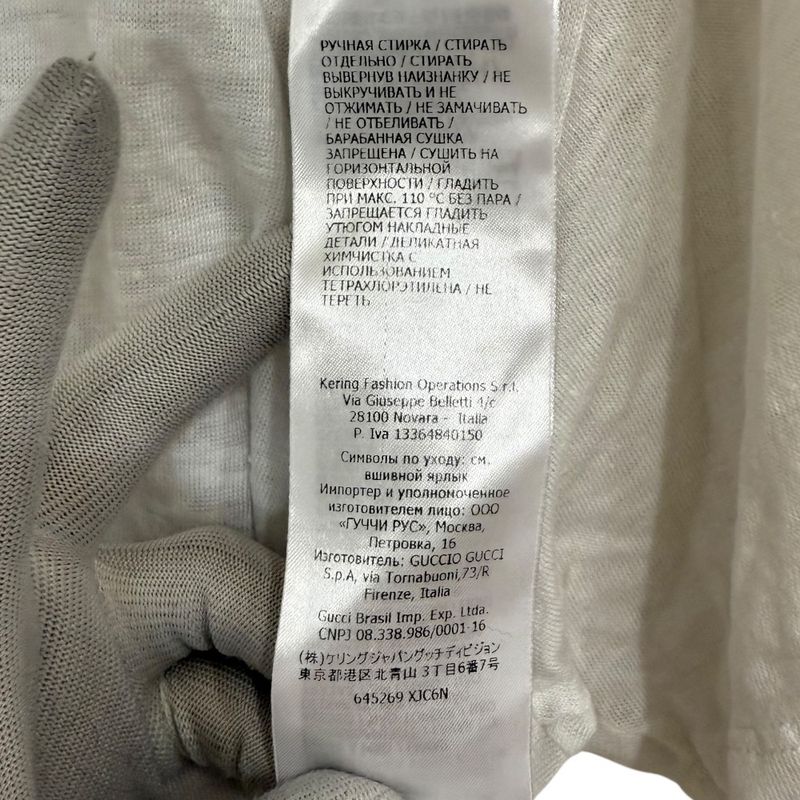 РУЧНАЯ СТИРКА / СТИРАТЬ
ОТДЕЛЬНО / СТИРАТЬ
ВЫВЕРНУВ НАИЗНАНКУ / НЕ
ВЫКРУЧИВАТЬ И НЕ
ОТЖИМАТЬ / НЕ ЗАМАЧИВАТЬ
/ НЕ ОТБЕЛИВАТЬ /
БАРАБАННАЯ СУШКА
ЗАПРЕЩЕНА / СУШИТЬ НА
ГОРИЗОНТАЛЬНОЙ
ПОВЕРХНОСТИ / ГЛАДИТЬ
ПРИ МАКС. 110 °C БЕЗ ПАРА /
ЗАПРЕЩАЕТСЯ ГЛАДИТЬ
УТЮГОМ НАКЛАДНЫЕ
ДЕТАЛИ / ДЕЛИКАТНАЯ
ХИМЧИСТКА С
ИСПОЛЬЗОВАНИЕМ
ТЕТРАХЛОРЭТИЛЕНА / НЕ
ТЕРЕТЬ
Kering Fashion Operations S.r.l.
Via Giuseppe Belletti 4/c
28100 Novara - Italia
P. Iva 13364840150
Символы по уходу: см.
вшивной ярлык
Импортер и уполномоченное
изготовителем лицо: ООО
«ГУЧЧИ РУС», Москва,
Петровка, 16
Изготовитель: GUCCIO GUCCI
S.p.A, via Tornabuoni,73/R
Firenze, Italia
Gucci Brasil Imp. Exp. Ltda.
CNPJ 08.338.986/0001-16
(株)ケリングジャパングッチディビジョン
東京都港区北青山3丁目6番7号
645269 XJC6N